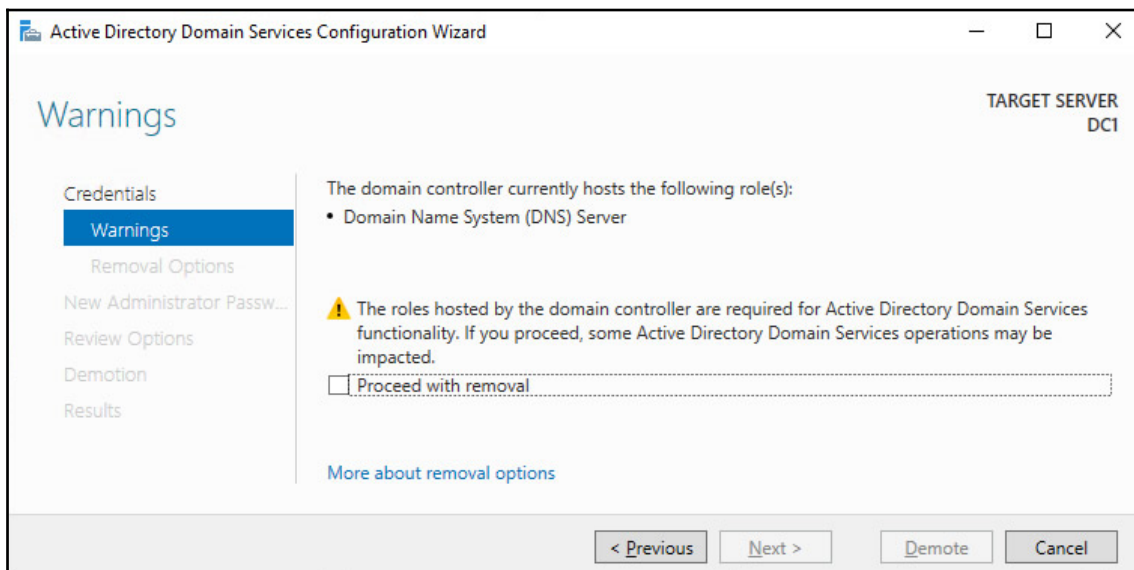 Active Directory Domain Services Configuration Wizard
Warnings
TARGET SERVER
DC1
Credentials
Warnings
Removal Options
New Administrator Passw...
Review Options
Demotion
Results
The domain controller currently hosts the following role(s):
• Domain Name System (DNS) Server
The roles hosted by the domain controller are required for Active Directory Domain Services
functionality. If you proceed, some Active Directory Domain Services operations may be
impacted.
Proceed with removal
More about removal options
< Previous
Next >
Demote
Cancel